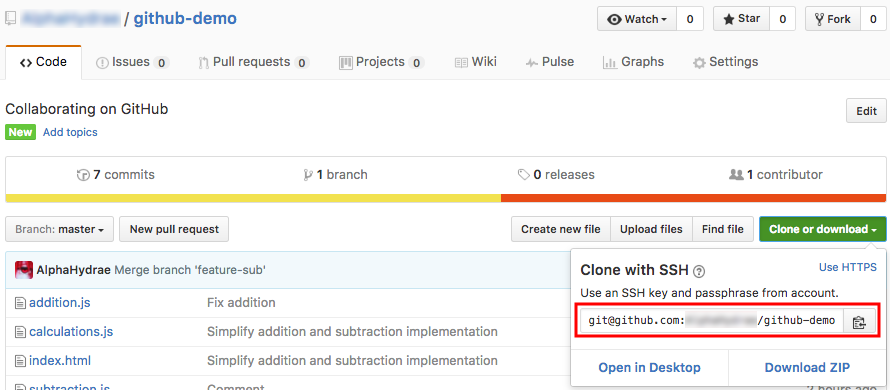 / github-demo
Watch 0 Star 0 Fork 0
Code Issues 0 Pull requests 0 Projects 0 Wiki Pulse Graphs Settings
Collaborating on GitHub
Edit
New Add topics
7 commits 1 branch 0 releases 1 contributor
Branch: master New pull request Create new file Upload files Find file Clone or download
AlphaHydrae Merge branch 'feature-sub'
addition.js Fix addition
calculations.js Simplify addition and subtraction implementation
index.html Simplify addition and subtraction implementation
subtraction.js Comment
Clone with SSH ? Use HTTPS
Use an SSH key and passphrase from account.
git@github.com: /github-demo
Open in Desktop Download ZIP
2 hours ago